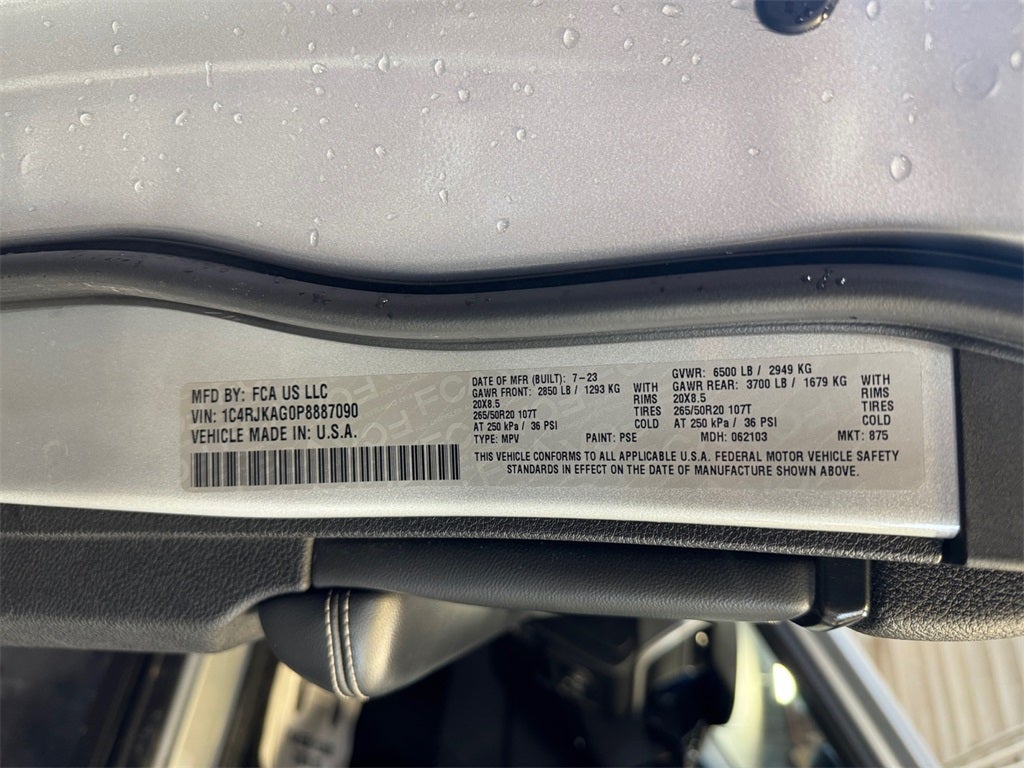 MFD BY: FCA US LLC
VIN: 1C4RJKAG0P8887090
VEHICLE MADE IN: U.S.A.
DATE OF MFR (BUILT): 7-23
GAWR FRONT: 2850 LB / 1293 KG WITH
20X8.5 RIMS
265/50R20 107T TIRES
AT 250 kPa / 36 PSI COLD
TYPE: MPV PAINT: PSE
GVWR: 6500 LB / 2949 KG
GAWR REAR: 3700 LB / 1679 KG WITH
20X8.5 RIMS
265/50R20 107T TIRES
AT 250 kPa / 36 PSI COLD
MDH: 062103 MKT: 875
THIS VEHICLE CONFORMS TO ALL APPLICABLE U.S.A. FEDERAL MOTOR VEHICLE SAFETY
STANDARDS IN EFFECT ON THE DATE OF MANUFACTURE SHOWN ABOVE.